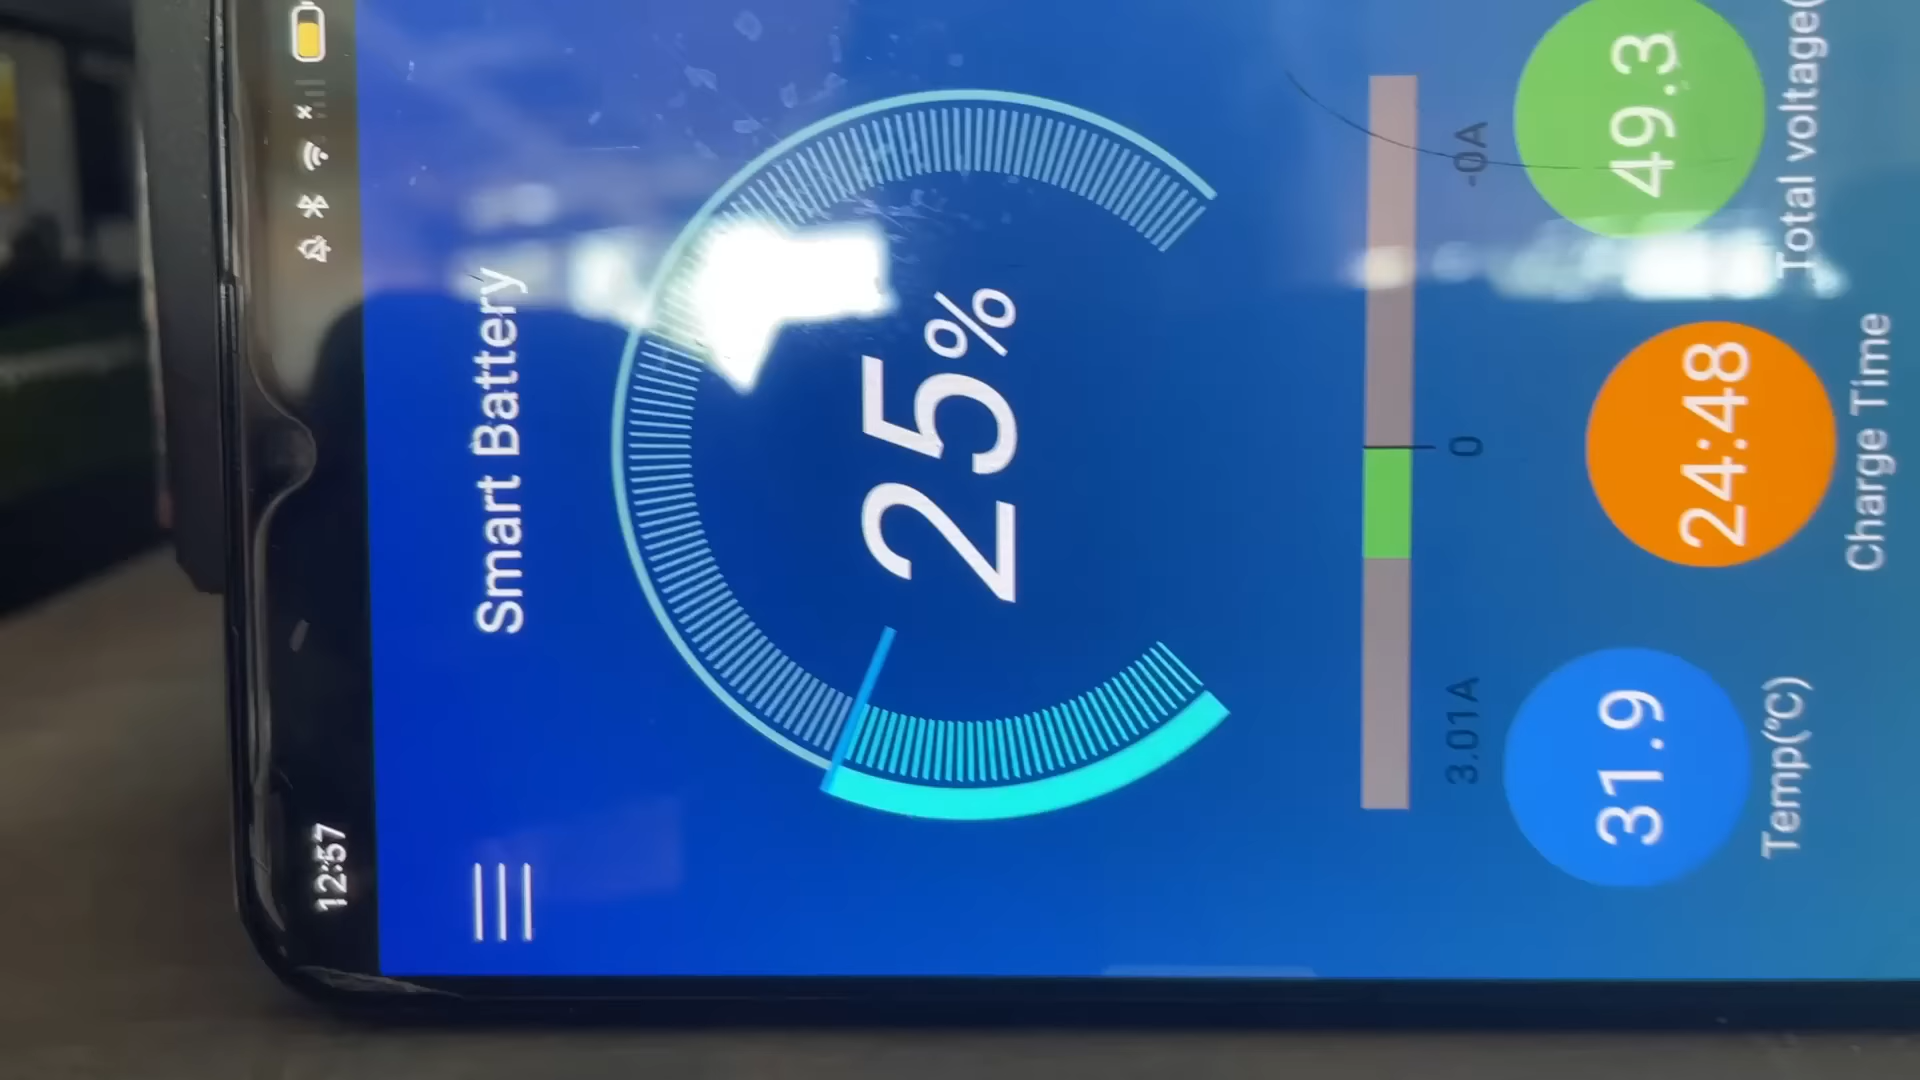 12:57
Smart Battery
25%
3.01A 0 -0A
31.9 24:48 49.3
Temp(℃) Charge Time Total voltage(